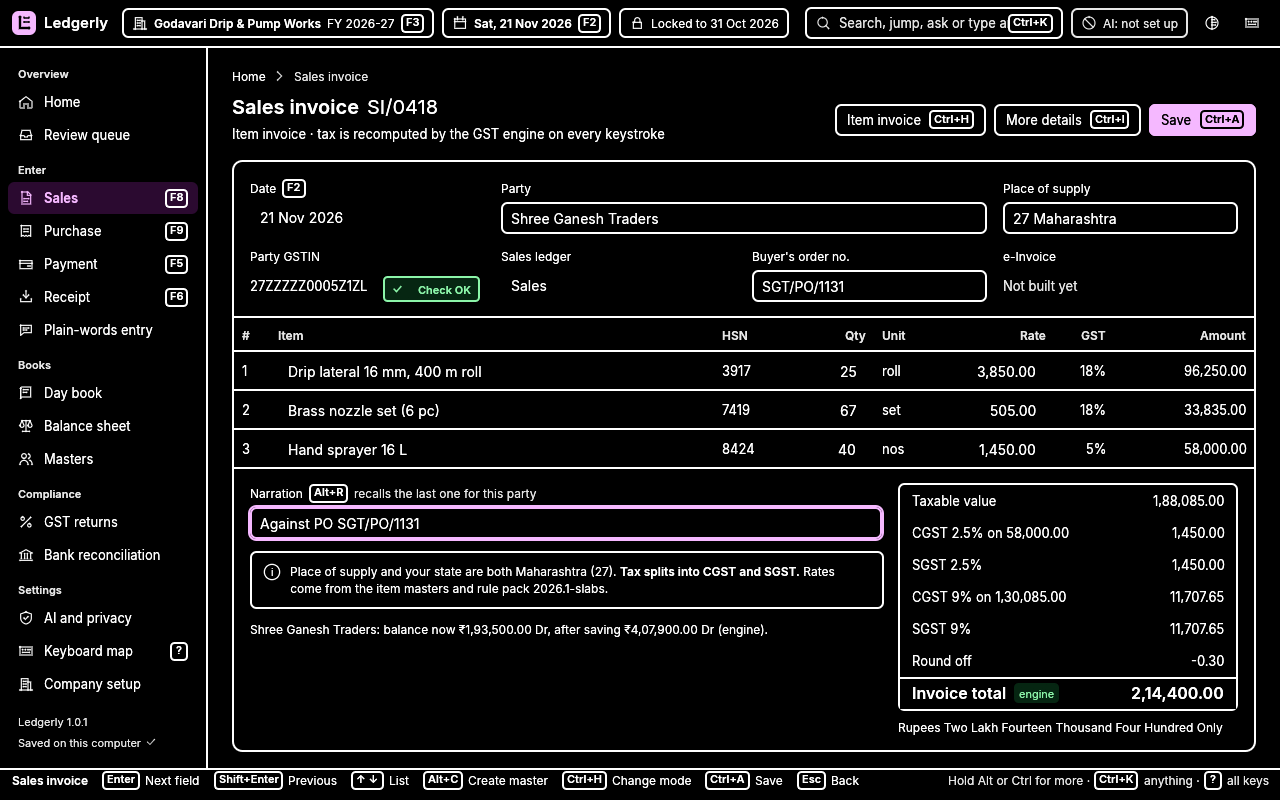 Ledgerly
Godavari Drip & Pump Works FY 2026-27 F3
Sat, 21 Nov 2026 F2
Locked to 31 Oct 2026
Search, jump, ask or type a Ctrl+K
AI: not set up
Overview
Home
Review queue
Enter
Sales F8
Purchase F9
Payment F5
Receipt F6
Plain-words entry
Books
Day book
Balance sheet
Masters
Compliance
GST returns
Bank reconciliation
Settings
AI and privacy
Keyboard map ?
Company setup
Ledgerly 1.0.1
Saved on this computer
Home Sales invoice
Sales invoice SI/0418
Item invoice · tax is recomputed by the GST engine on every keystroke
Item invoice Ctrl+H
More details Ctrl+I
Save Ctrl+A
Date F2 Party Place of supply
21 Nov 2026 Shree Ganesh Traders 27 Maharashtra
Party GSTIN Sales ledger Buyer's order no. e-Invoice
27ZZZZZ0005Z1ZL Check OK Sales SGT/PO/1131 Not built yet
# Item HSN Qty Unit Rate GST Amount
1 Drip lateral 16 mm, 400 m roll 3917 25 roll 3,850.00 18% 96,250.00
2 Brass nozzle set (6 pc) 7419 67 set 505.00 18% 33,835.00
3 Hand sprayer 16 L 8424 40 nos 1,450.00 5% 58,000.00
Narration Alt+R recalls the last one for this party
Against PO SGT/PO/1131
Place of supply and your state are both Maharashtra (27). Tax splits into CGST and SGST. Rates
come from the item masters and rule pack 2026.1-slabs.
Shree Ganesh Traders: balance now ₹1,93,500.00 Dr, after saving ₹4,07,900.00 Dr (engine).
Taxable value 1,88,085.00
CGST 2.5% on 58,000.00 1,450.00
SGST 2.5% 1,450.00
CGST 9% on 1,30,085.00 11,707.65
SGST 9% 11,707.65
Round off -0.30
Invoice total engine 2,14,400.00
Rupees Two Lakh Fourteen Thousand Four Hundred Only
Sales invoice Enter Next field Shift+Enter Previous ↑ ↓ List Alt+C Create master Ctrl+H Change mode Ctrl+A Save Esc Back Hold Alt or Ctrl for more · Ctrl+K anything · ? all keys